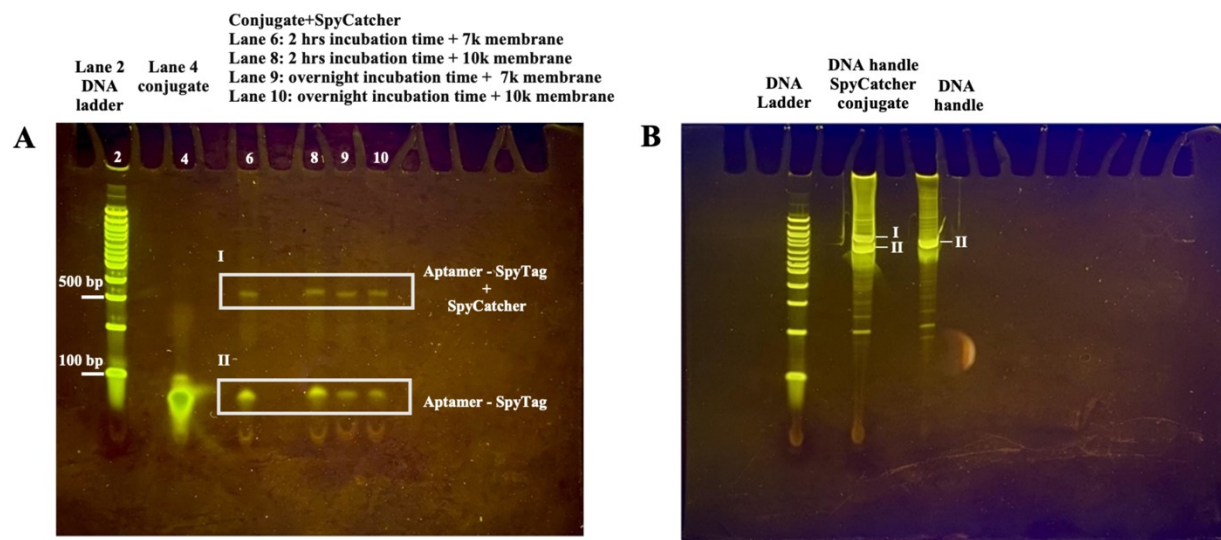 Conjugate+SpyCatcher
Lane 6: 2 hrs incubation time + 7k membrane
Lane 8: 2 hrs incubation time + 10k membrane
Lane 9: overnight incubation time + 7k membrane
Lane 10: overnight incubation time + 10k membrane
Lane 2
DNA
ladder
Lane 4
conjugate
A
2
4
6
8
9
10
I
500 bp
Aptamer - SpyTag
+
SpyCatcher
100 bp
II
Aptamer - SpyTag
DNA
Ladder
DNA handle
SpyCatcher
conjugate
DNA
handle
B
I
II
II